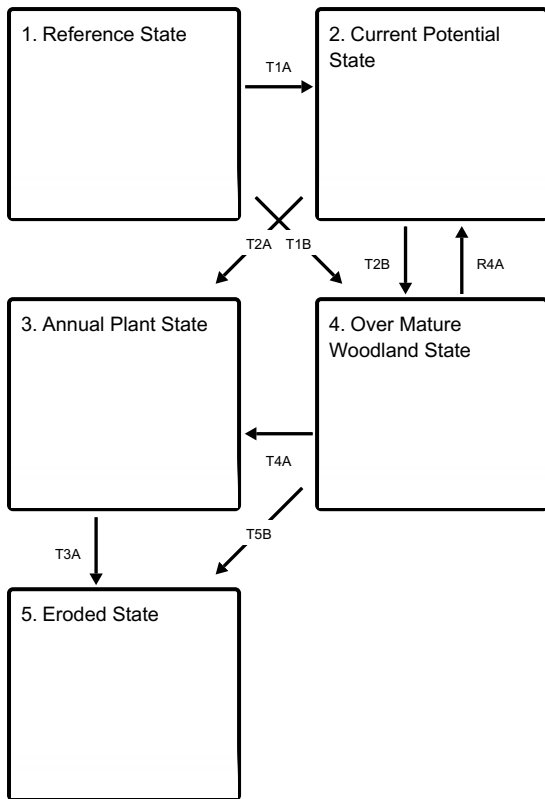 1. Reference State
2. Current Potential
State
T1A
T2A
T1B
T2B
R4A
3. Annual Plant State
4. Over Mature
Woodland State
T4A
T3A
T5B
5. Eroded State